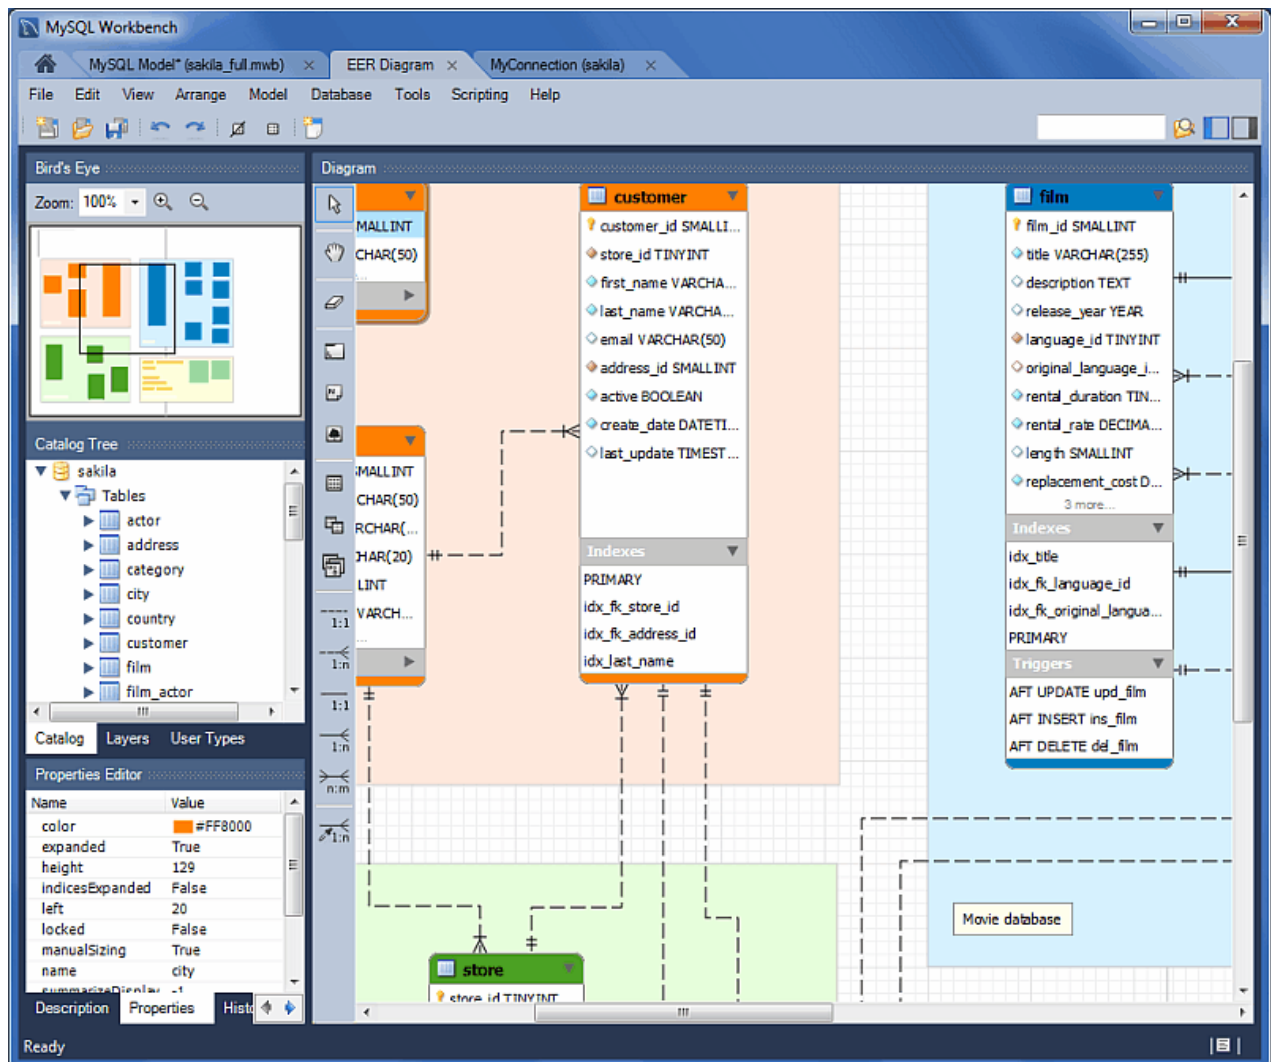 MySQL Workbench
MySQL Model* (sakila_full.mwb)
EER Diagram
MyConnection (sakila)
File Edit View Arrange Model Database Tools Scripting Help
Bird's Eye
Zoom: 100%
Catalog Tree
sakila
Tables
actor
address
category
city
country
customer
film
film_actor
Catalog Layers User Types
Properties Editor
Name Value
color #FF8000
expanded True
height 129
indicesExpanded False
left 20
locked False
manualSizing True
name city
summarizeDisplay -1
Description Properties Histo
Diagram
1:1
1:n
1:1
1:n
n:m
1:n
MALLINT
CHAR(50)
...
SMALLINT
CHAR(50)
RCHAR(...
HAR(20)
LINT
VARCH...
...
customer
customer_id SMALLI...
store_id TINYINT
first_name VARCHA...
last_name VARCHA...
email VARCHAR(50)
address_id SMALLINT
active BOOLEAN
create_date DATETI...
last_update TIMEST...
Indexes
PRIMARY
idx_fk_store_id
idx_fk_address_id
idx_last_name
store
store_id TINYINT
film
film_id SMALLINT
title VARCHAR(255)
description TEXT
release_year YEAR
language_id TINYINT
original_language_i...
rental_duration TIN...
rental_rate DECIMA...
length SMALLINT
replacement_cost D...
3 more...
Indexes
idx_title
idx_fk_language_id
idx_fk_original_langua...
PRIMARY
Triggers
AFT UPDATE upd_film
AFT INSERT ins_film
AFT DELETE del_film
Movie database
Ready